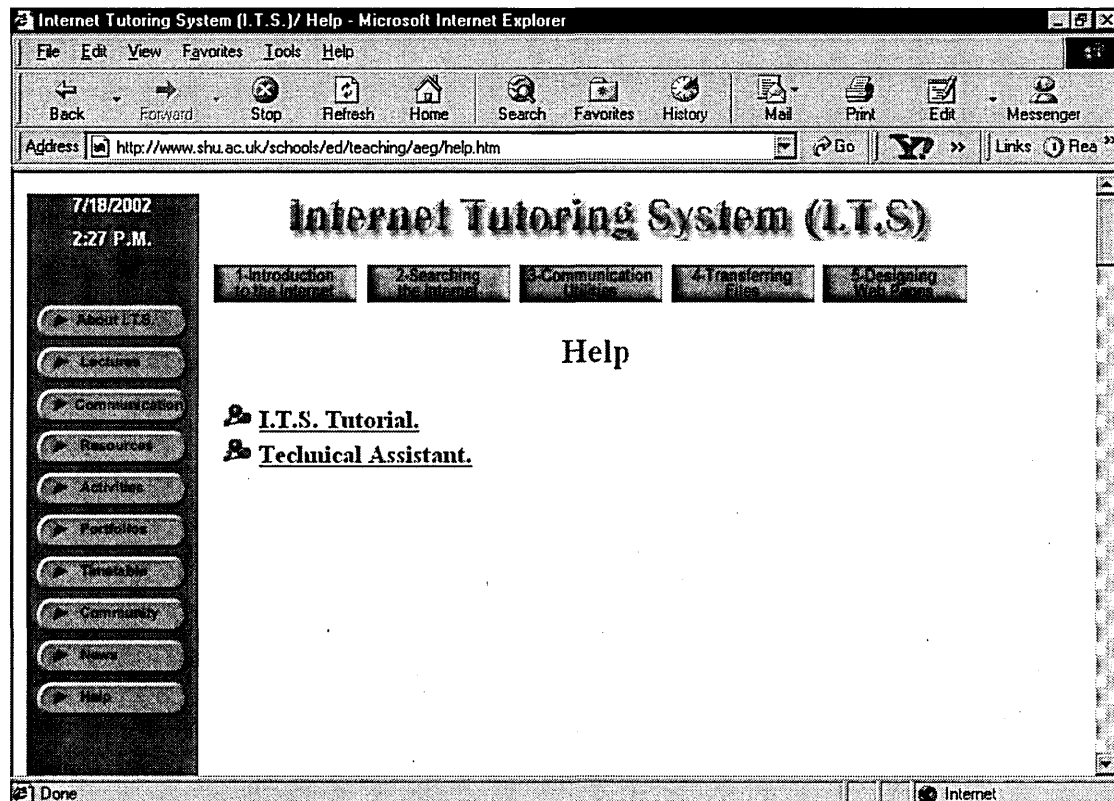 Internet Tutoring System (I.T.S.)/ Help - Microsoft Internet Explorer
File Edit View Favorites Tools Help
Back Forward Stop Refresh Home Search Favorites History Mail Print Edit Messenger
Address http://www.shu.ac.uk/schools/ed/teaching/aeg/help.htm Go Y? » Links Rea »
7/18/2002
2:27 P.M.
Internet Tutoring System (I.T.S)
1-Introduction to the Internet
2-Searching the Internet
3-Communication Utilities
4-Transferring Files
5-Designing Web Pages
About I.T.S.
Lectures
Communication
Resources
Activities
Portfolios
Timetable
Community
News
Help
Help
I.T.S. Tutorial.
Technical Assistant.
Done Internet